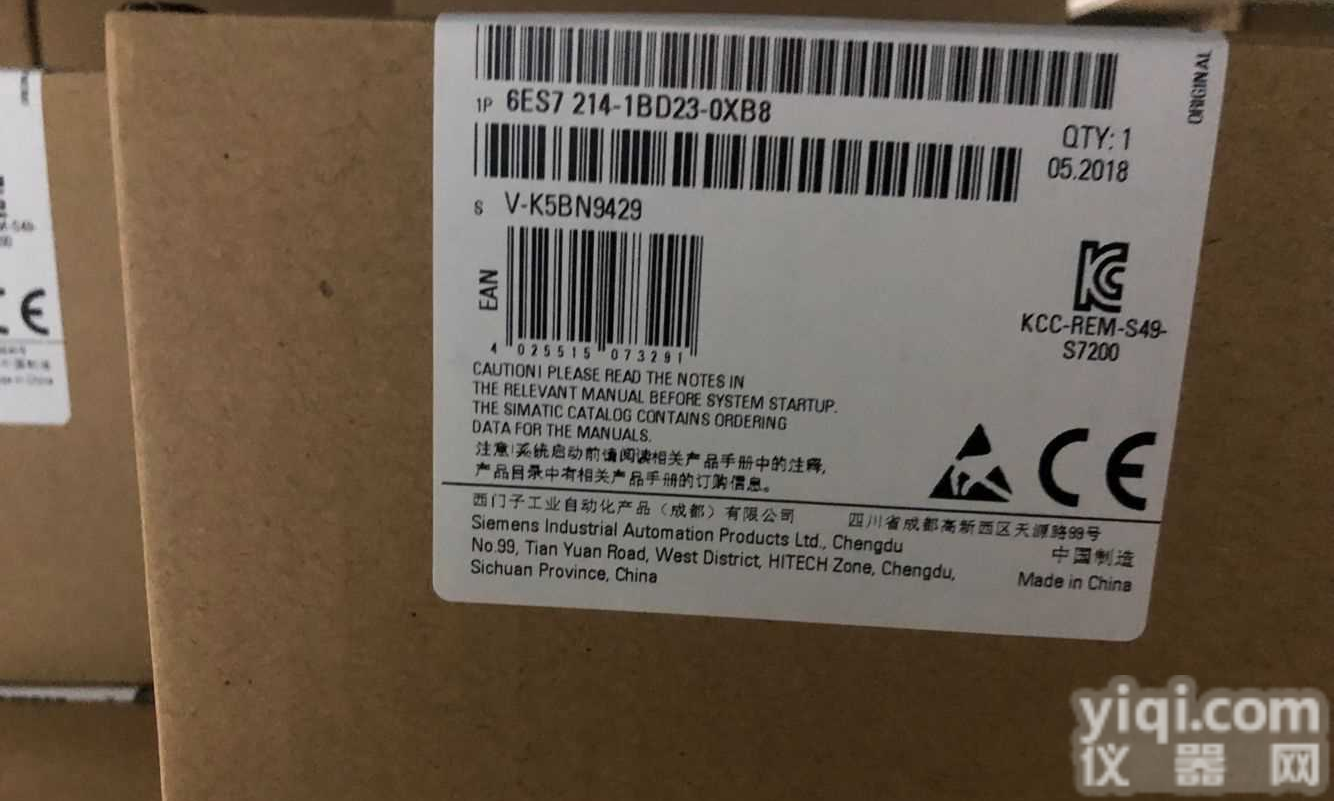 ORIGINAL
1P 6ES7 214-1BD23-0XB8
QTY: 1
05.2018
S V-K5BN9429
EAN
4 025515 073291
KCC-REM-S49-
S7200
CAUTION! PLEASE READ THE NOTES IN
THE RELEVANT MANUAL BEFORE SYSTEM STARTUP.
THE SIMATIC CATALOG CONTAINS ORDERING
DATA FOR THE MANUALS.
注意!系统启动前请阅读相关产品手册中的注释,
产品目录中有相关产品手册的订购信息。
CE
西门子工业自动化产品(成都)有限公司 四川省成都高新西区天源路99号
Siemens Industrial Automation Products Ltd., Chengdu
No.99, Tian Yuan Road, West District, HITECH Zone, Chengdu,
Sichuan Province, China
中国制造
Made in China
CE
yiqi.com
仪器网